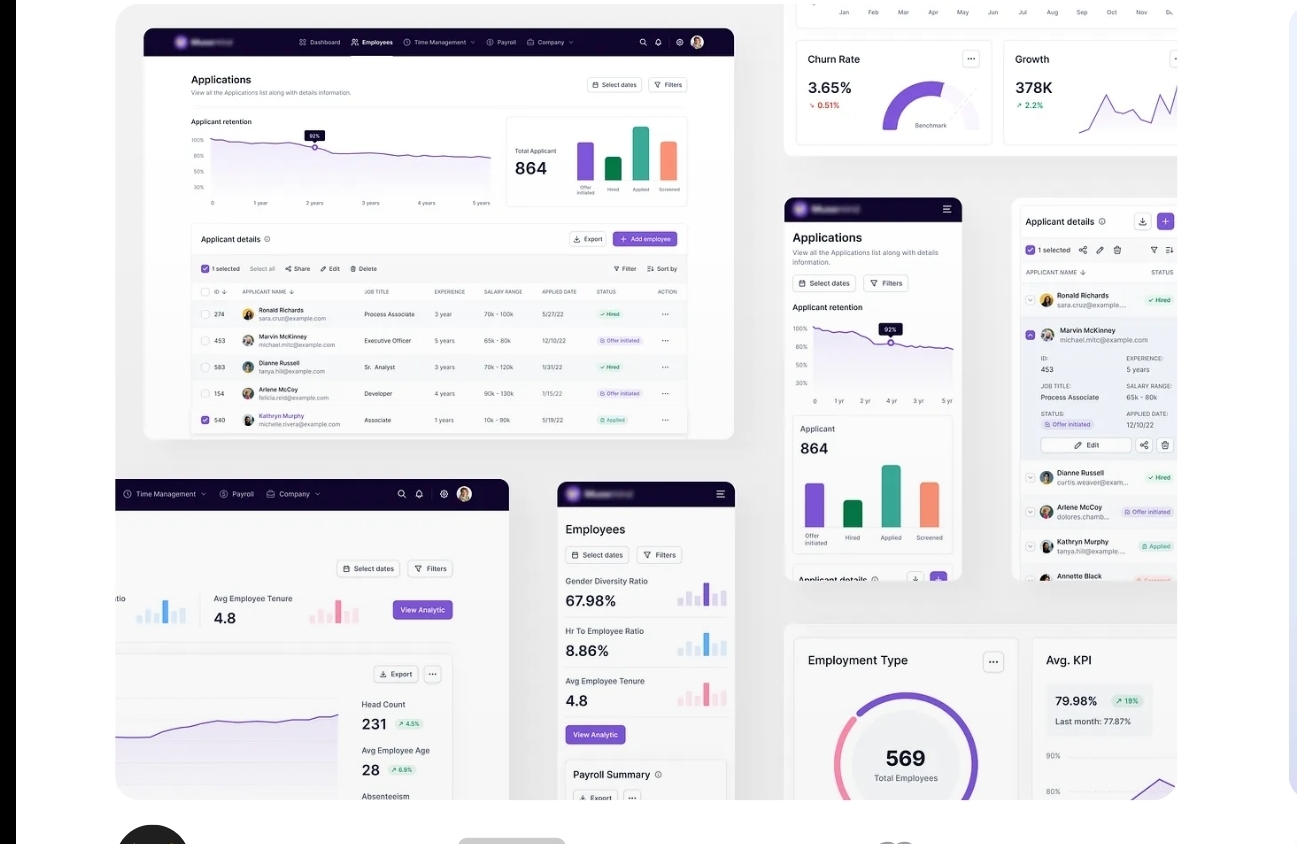 Dashboard Employees Time Management Payroll Company
Applications
View all the Applications list along with details information.
Select dates Filters
Applicant retention
100%
80%
50%
30%
92%
0 1 year 2 years 3 years 4 years 5 years
Total Applicant
864
Offer initiated Hired Applied Screened
Applicant details
Export + Add employee
1 selected Select all Share Edit Delete Filter Sort by
ID APPLICANT NAME JOB TITLE EXPERIENCE SALARY RANGE APPLIED DATE STATUS ACTION
274 Ronald Richards Process Associate 3 year 70k - 100k 5/27/22 Hired
sara.cruz@example.com
453 Marvin McKinney Executive Officer 5 years 65k - 80k 12/10/22 Offer initiated
michael.mitc@example.com
583 Dianne Russell Sr. Analyst 3 years 70k - 120k 1/31/22 Hired
tanya.hill@example.com
154 Arlene McCoy Developer 4 years 90k - 130k 1/15/22 Offer initiated
felicia.reid@example.com
540 Kathryn Murphy Associate 1 years 10k - 90k 5/19/22 Applied
michelle.rivera@example.com
Jan Feb Mar Apr May Jun Jul Aug Sep Oct Nov
Churn Rate
3.65%
0.51%
Benchmark
Growth
378K
2.2%
Applications
View all the Applications list along with details
information.
Select dates Filters
Applicant retention
100%
80%
50%
30%
92%
0 1 yr 2 yr 4 yr 3 yr 5 yr
Applicant
864
Offer
initiated Hired Applied Screened
Applicant details
Applicant details
1 selected
APPLICANT NAME STATUS
Ronald Richards Hired
sara.cruz@example....
Marvin McKinney
michael.mitc@example.com
ID: EXPERIENCE:
453 5 years
JOB TITLE: SALARY RANGE:
Process Associate 65k - 80k
STATUS: APPLIED DATE:
Offer initiated 12/10/22
Edit
Dianne Russell Hired
curtis.weaver@exam...
Arlene McCoy Offer initiated
dolores.chamb...
Kathryn Murphy Applied
tanya.hill@example....
Annette Black
Time Management Payroll Company
Select dates Filters
tio
Avg Employee Tenure
4.8
View Analytic
Export
Head Count
231 4.5%
Avg Employee Age
28 6.9%
Absenteeism
Employees
Select dates Filters
Gender Diversity Ratio
67.98%
Hr To Employee Ratio
8.86%
Avg Employee Tenure
4.8
View Analytic
Payroll Summary
Export
Employment Type
569
Total Employees
Avg. KPI
79.98% 19%
Last month: 77.87%
90%
80%